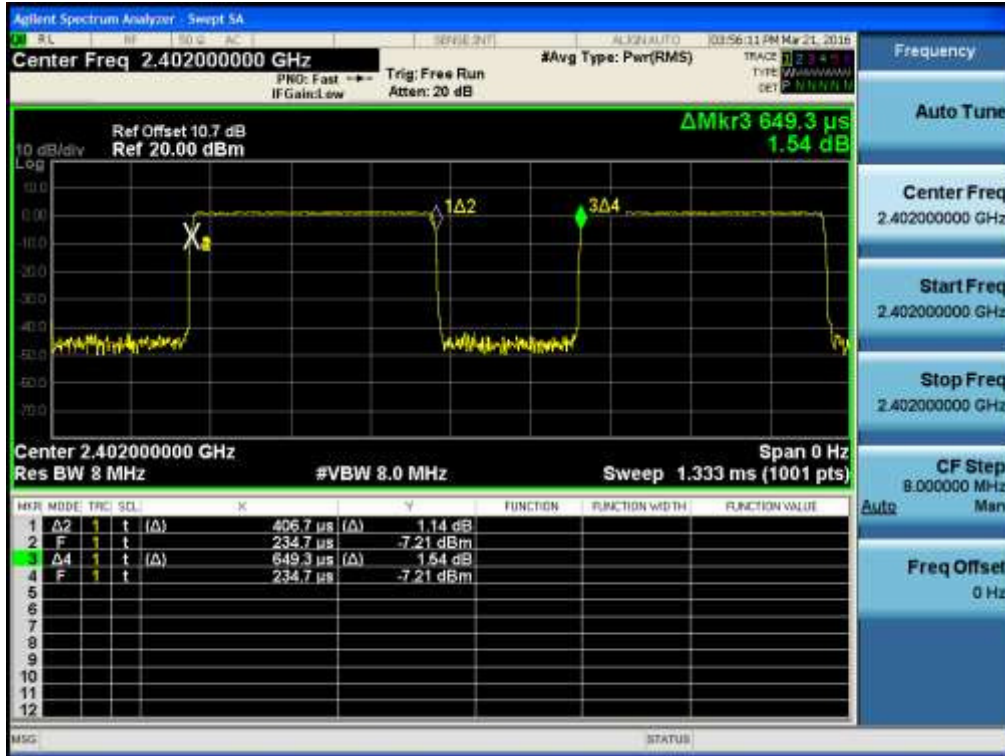 Agilent Spectrum Analyzer - Swept SA
RL RF 50 Ω AC SENSE:INT ALIGNAUTO 03:56:11 PM Mar 21, 2016
Center Freq 2.402000000 GHz
#Avg Type: Pwr(RMS)
TRACE 1 2 3 4 5 6
PNO: Fast
Trig: Free Run
TYPE
IFGain:Low
Atten: 20 dB
DET P N N N N N
ΔMkr3 649.3 µs
1.54 dB
Ref Offset 10.7 dB
10 dB/div Ref 20.00 dBm
Log
10.0
0.00
-10.0
-20.0
-30.0
-40.0
-50.0
-60.0
-70.0
1Δ2
3Δ4
Center 2.402000000 GHz Span 0 Hz
Res BW 8 MHz #VBW 8.0 MHz Sweep 1.333 ms (1001 pts)
MKR MODE TRC SCL X Y FUNCTION FUNCTION WIDTH FUNCTION VALUE
1 Δ2 1 t (Δ) 406.7 µs (Δ) 1.14 dB
2 F 1 t 234.7 µs -7.21 dBm
3 Δ4 1 t (Δ) 649.3 µs (Δ) 1.54 dB
4 F 1 t 234.7 µs -7.21 dBm
5
6
7
8
9
10
11
12
MSG STATUS
Frequency
Auto Tune
Center Freq
2.402000000 GHz
Start Freq
2.402000000 GHz
Stop Freq
2.402000000 GHz
CF Step
8.000000 MHz
Auto Man
Freq Offset
0 Hz